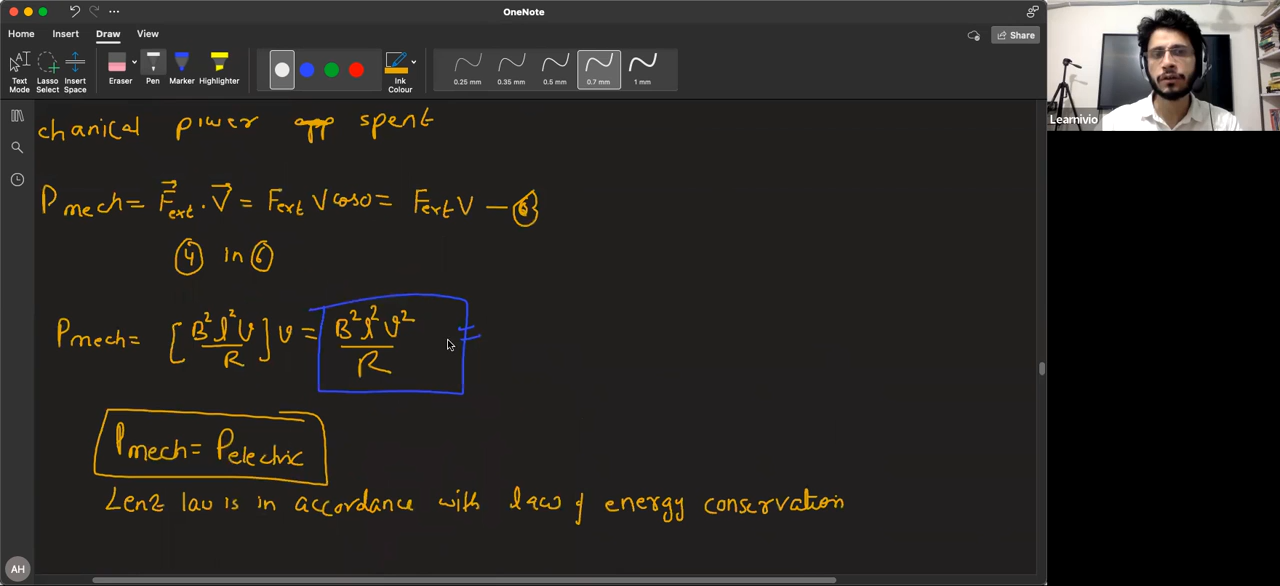 OneNote
Home Insert Draw View
Share
Text Mode
Lasso Select
Insert Space
Eraser
Pen
Marker
Highlighter
Ink Colour
0.25 mm
0.35 mm
0.5 mm
0.7 mm
1 mm
Learnivio
chanical power app spent
Pmech = F⃗ext . V⃗ = Fext V cos0 = Fext V — ⑥
④ in ⑥
Pmech = [B²l²V/R] v = B²l²v²/R
Pmech = Pelectric
Lenz law is in accordance with law of energy conservation
AH